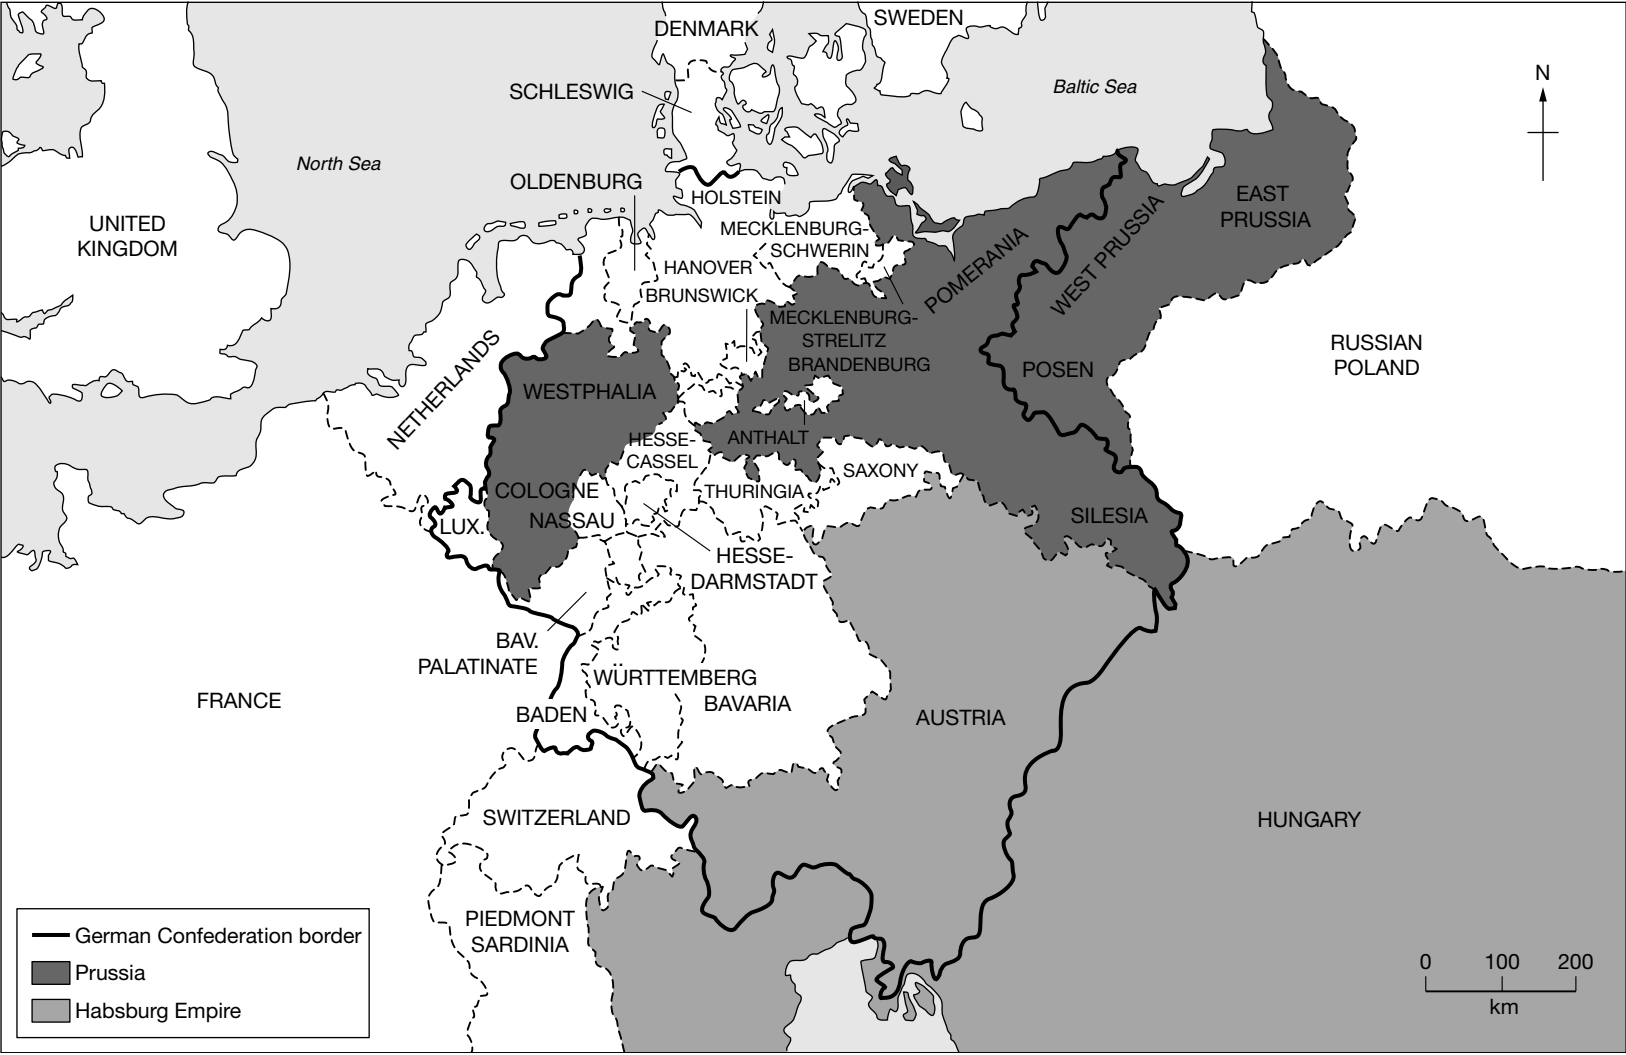 DENMARK
SWEDEN
SCHLESWIG
Baltic Sea
N
North Sea
OLDENBURG
HOLSTEIN
EAST
PRUSSIA
UNITED
KINGDOM
MECKLENBURG-
SCHWERIN
WEST PRUSSIA
POMERANIA
HANOVER
BRUNSWICK
MECKLENBURG-
STRELITZ
BRANDENBURG
RUSSIAN
POLAND
NETHERLANDS
WESTPHALIA
POSEN
HESSE-
CASSEL
ANTHALT
SAXONY
COLOGNE
THURINGIA
NASSAU
LUX.
SILESIA
HESSE-
DARMSTADT
BAV.
PALATINATE
WÜRTTEMBERG
BAVARIA
FRANCE
BADEN
AUSTRIA
SWITZERLAND
HUNGARY
PIEDMONT
SARDINIA
German Confederation border
Prussia
Habsburg Empire
0 100 200
km